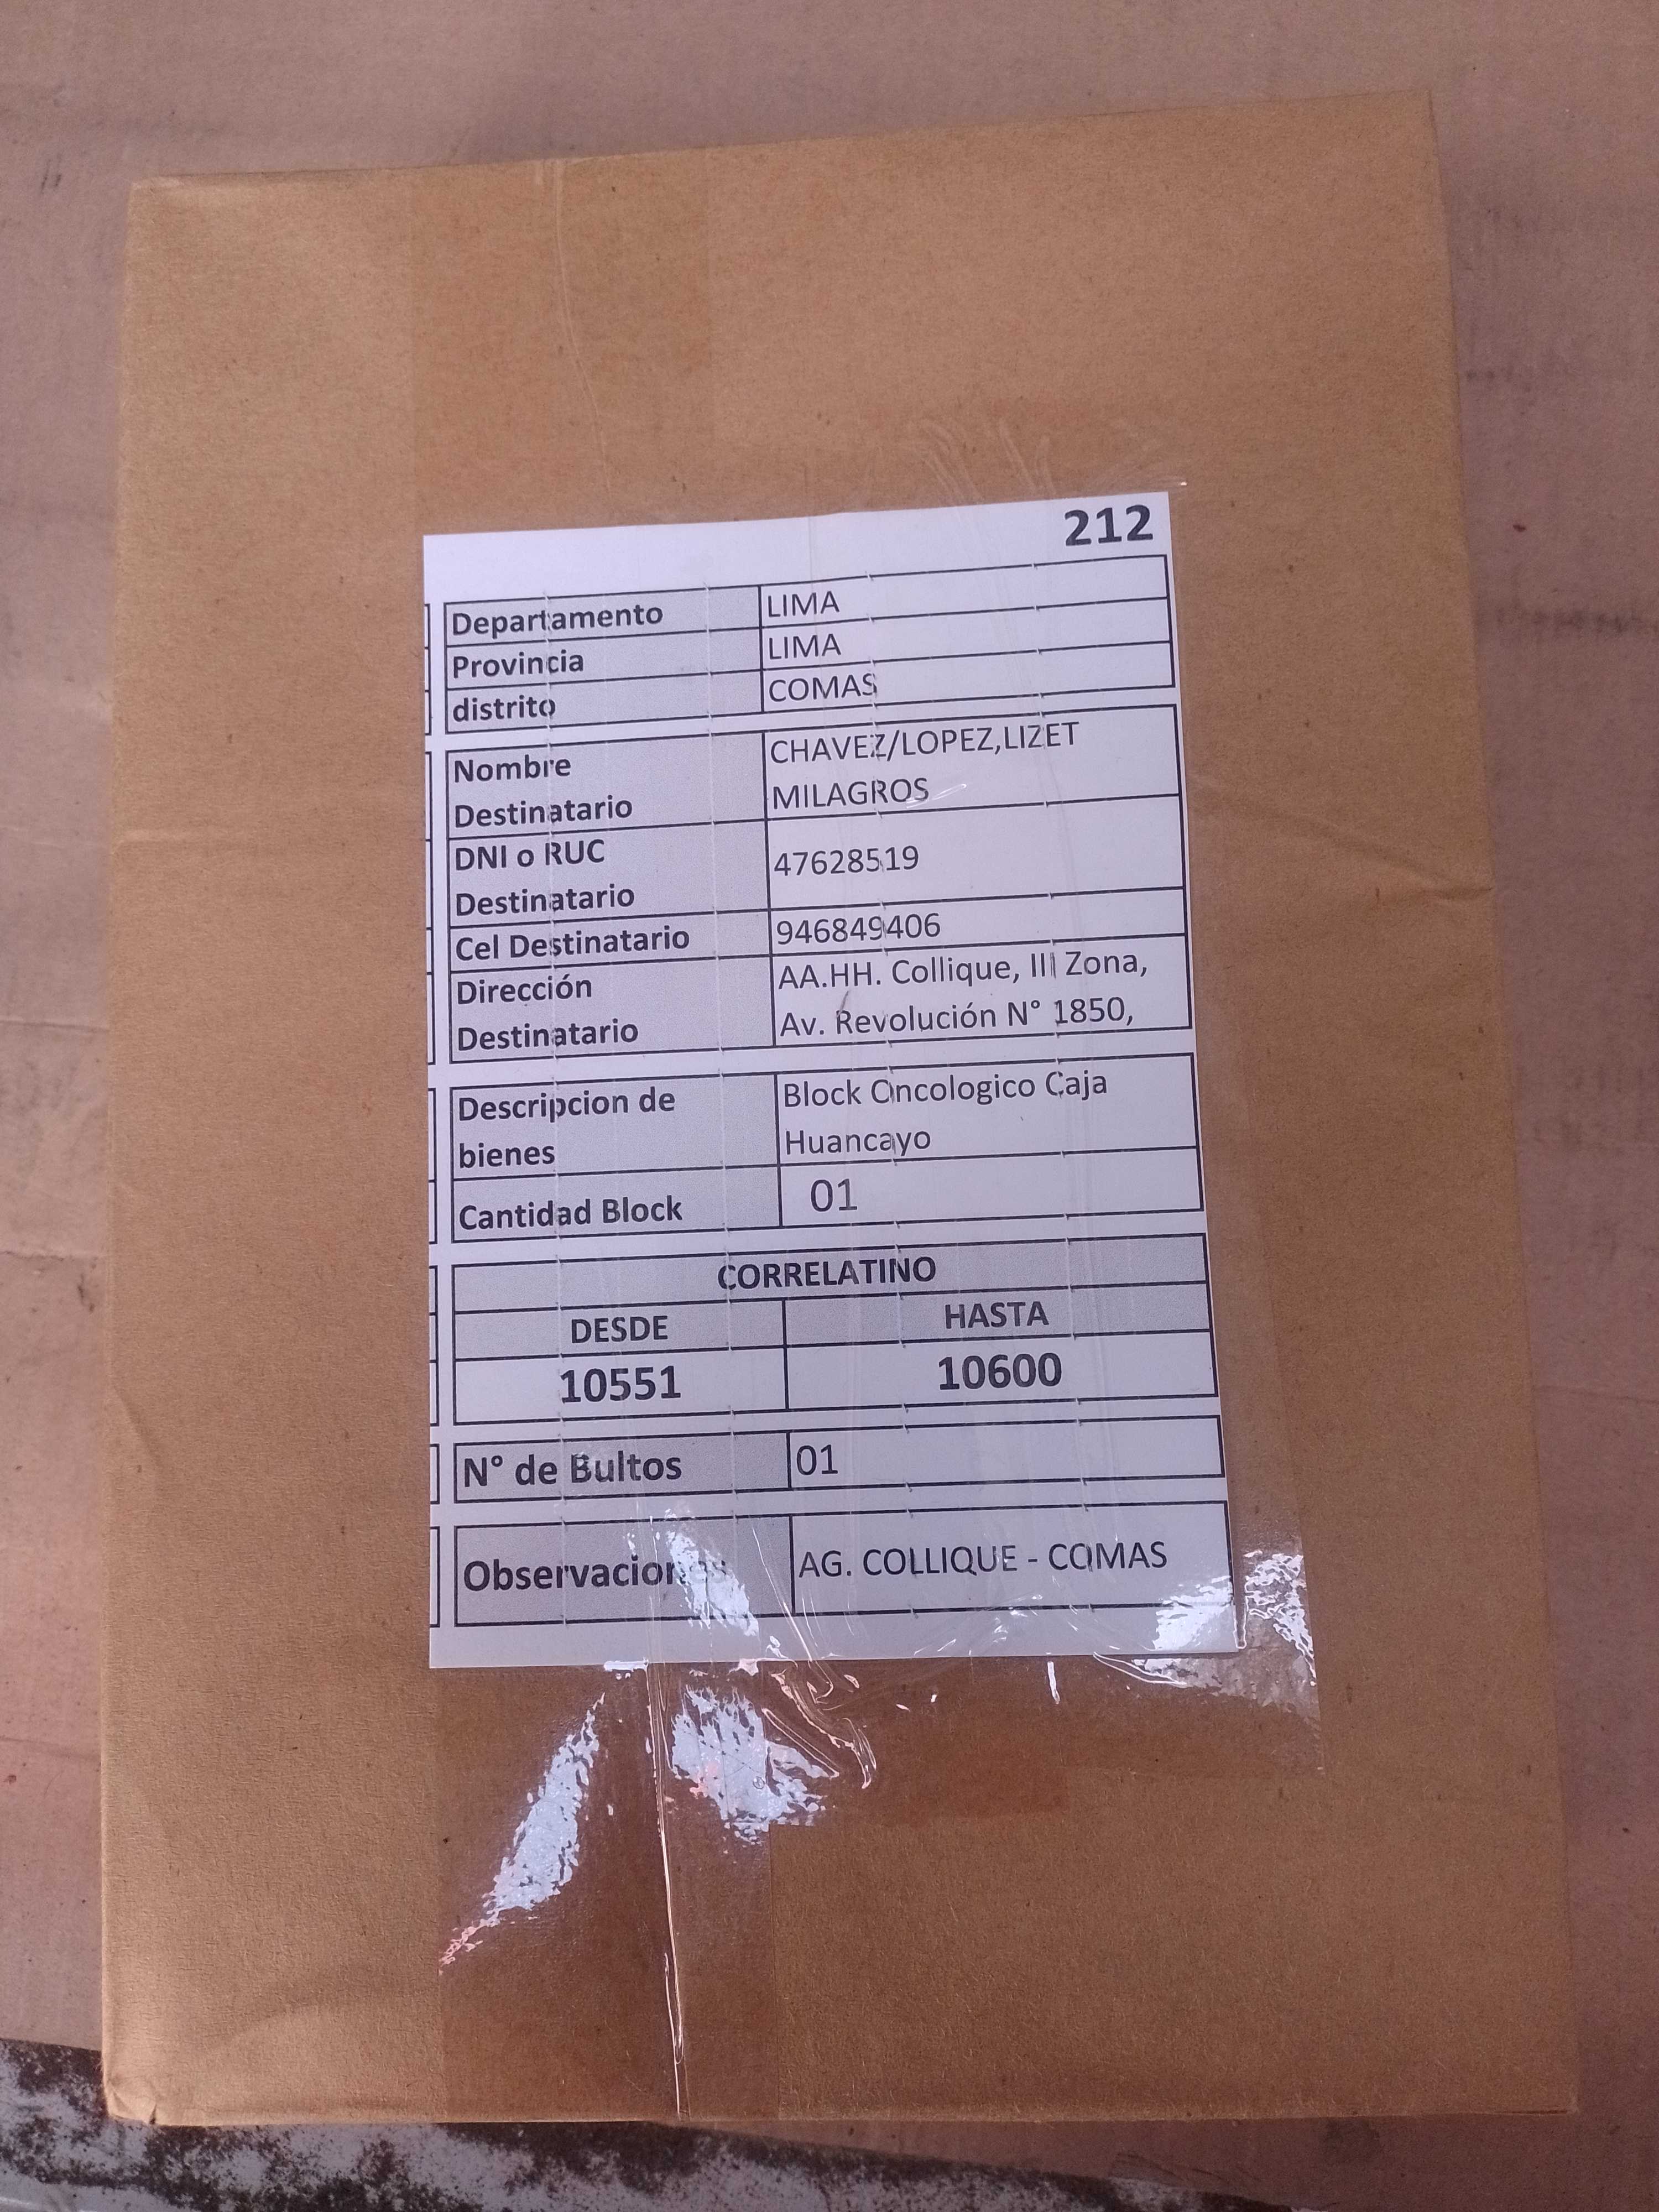 212
Departamento LIMA
Provincia LIMA
distrito COMAS
Nombre Destinatario CHAVEZ/LOPEZ,LIZET
MILAGROS
DNI o RUC
Destinatario 47628519
Cel Destinatario 946849406
Dirección AA.HH. Collique, III Zona,
Destinatario Av. Revolución N° 1850,
Descripcion de Block Oncologico Caja
bienes Huancayo
Cantidad Block 01
CORRELATINO
DESDE HASTA
10551 10600
N° de Bultos 01
Observaciones AG. COLLIQUE - COMAS